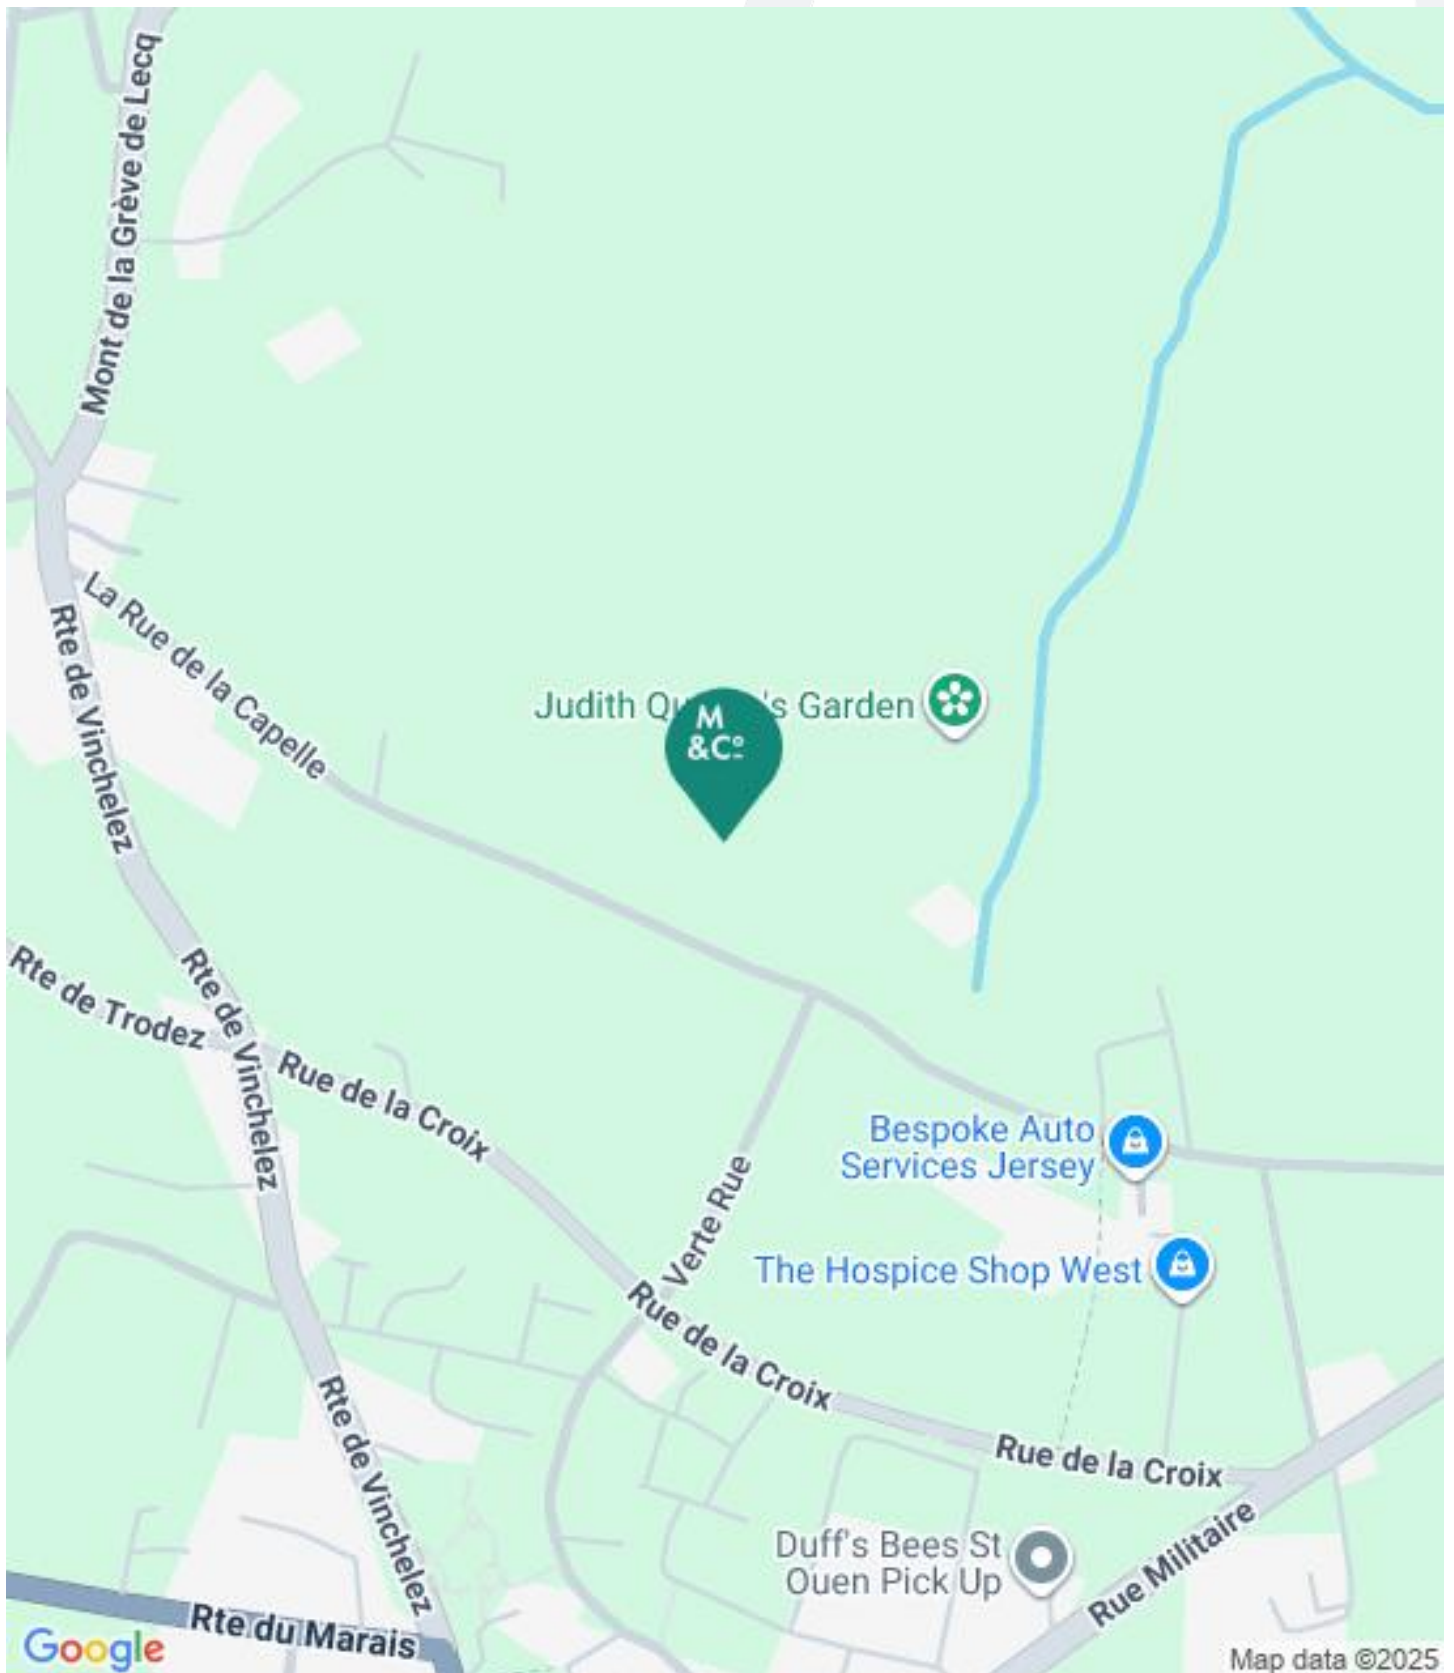 Mont de la Grève de Lecq
La Rue de la Capelle
Rte de Vinchelez
Judith Qu
's Garden
M
&Cº
Rte de Trodez
Rte de Vinchelez
Rue de la Croix
Bespoke Auto
Services Jersey
Verte Rue
The Hospice Shop West
Rue de la Croix
Rte de Vinchelez
Rue de la Croix
Duff's Bees St
Ouen Pick Up
Rue Militaire
Rte du Marais
Google
Map data ©2025